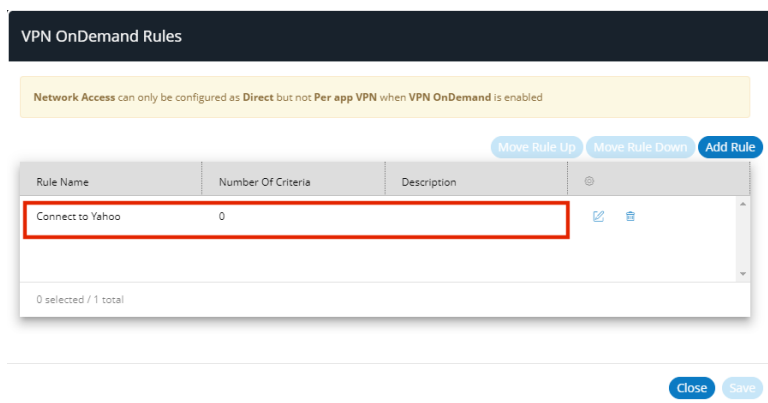 VPN OnDemand Rules
Network Access can only be configured as Direct but not Per app VPN when VPN OnDemand is enabled
Move Rule Up Move Rule Down Add Rule
Rule Name Number Of Criteria Description
Connect to Yahoo 0
0 selected / 1 total
Close Save